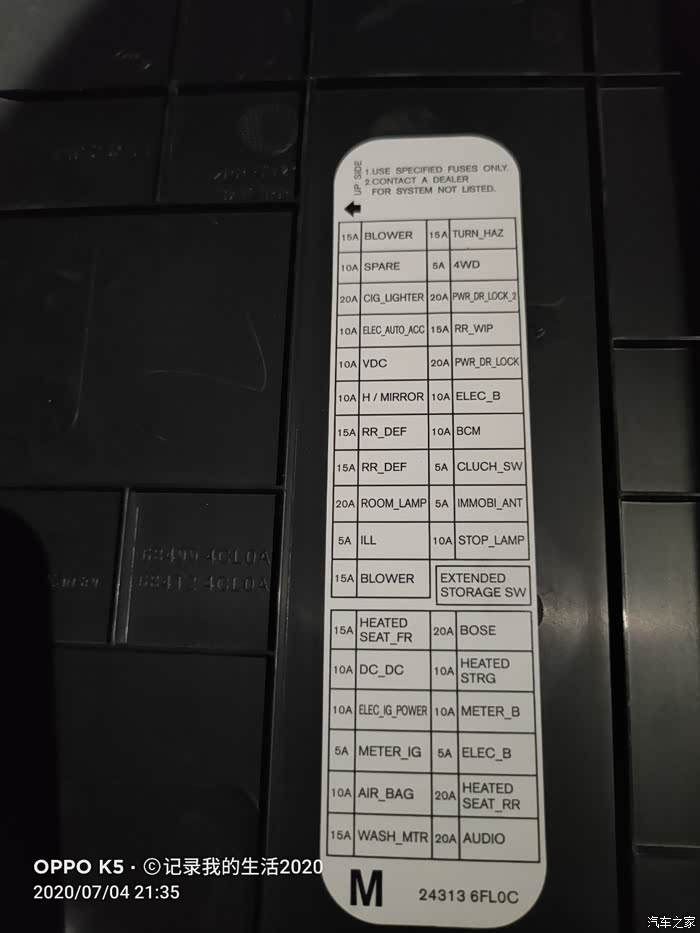 UP SIDE
1.USE SPECIFIED FUSES ONLY.
2.CONTACT A DEALER
FOR SYSTEM NOT LISTED.
15A BLOWER 15A TURN_HAZ
10A SPARE 5A 4WD
20A CIG_LIGHTER 20A PWR_DR_LOCK_2
10A ELEC_AUTO_ACC 15A RR_WIP
10A VDC 20A PWR_DR_LOCK
10A H / MIRROR 10A ELEC_B
15A RR_DEF 10A BCM
15A RR_DEF 5A CLUCH_SW
20A ROOM_LAMP 5A IMMOBI_ANT
5A ILL 10A STOP_LAMP
15A BLOWER EXTENDED
STORAGE SW
15A HEATED
SEAT_FR 20A BOSE
10A DC_DC 10A HEATED
STRG
10A ELEC_IG_POWER 10A METER_B
5A METER_IG 5A ELEC_B
10A AIR_BAG 20A HEATED
SEAT_RR
15A WASH_MTR 20A AUDIO
M 24313 6FL0C
OPPO K5 · ©记录我的生活2020
2020/07/04 21:35
汽车之家